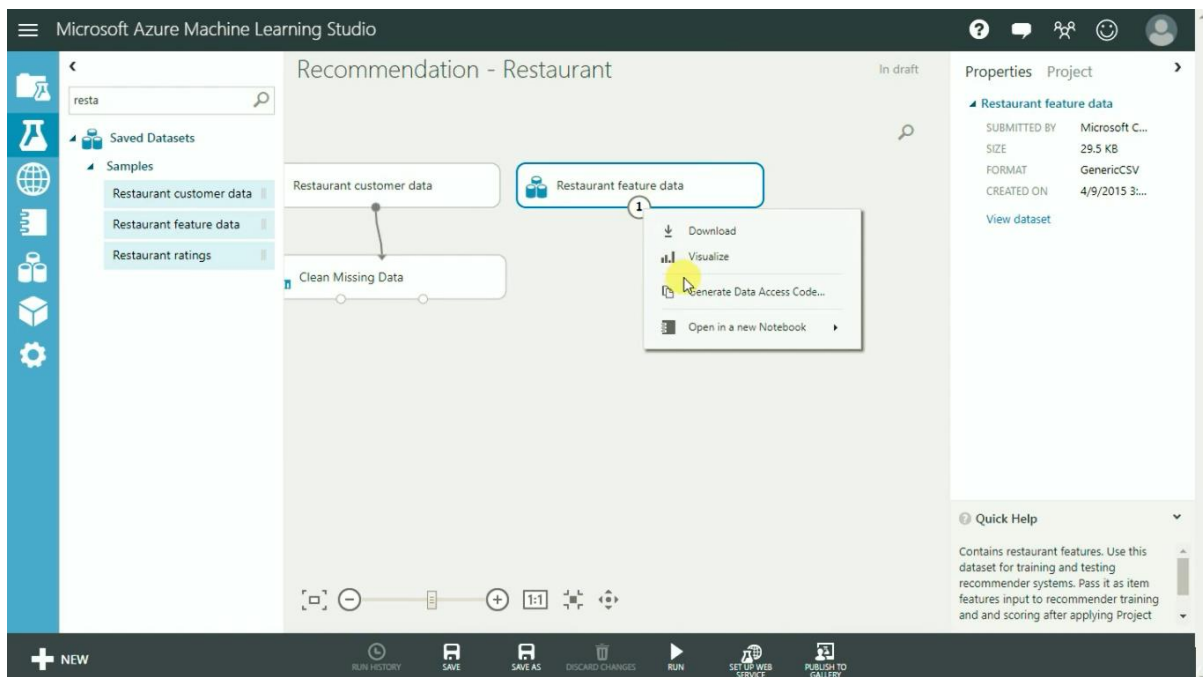 Microsoft Azure Machine Learning Studio
resta
Saved Datasets
Samples
Restaurant customer data
Restaurant feature data
Restaurant ratings
Recommendation - Restaurant
In draft
Restaurant customer data
Restaurant feature data
1
Clean Missing Data
Download
Visualize
Generate Data Access Code...
Open in a new Notebook
Properties Project
Restaurant feature data
SUBMITTED BY Microsoft C...
SIZE 29.5 KB
FORMAT GenericCSV
CREATED ON 4/9/2015 3:...
View dataset
Quick Help
Contains restaurant features. Use this
dataset for training and testing
recommender systems. Pass it as item
features input to recommender training
and and scoring after applying Project
1:1
NEW
RUN HISTORY
SAVE
SAVE AS
DISCARD CHANGES
RUN
SET UP WEB
SERVICE
PUBLISH TO
GALLERY